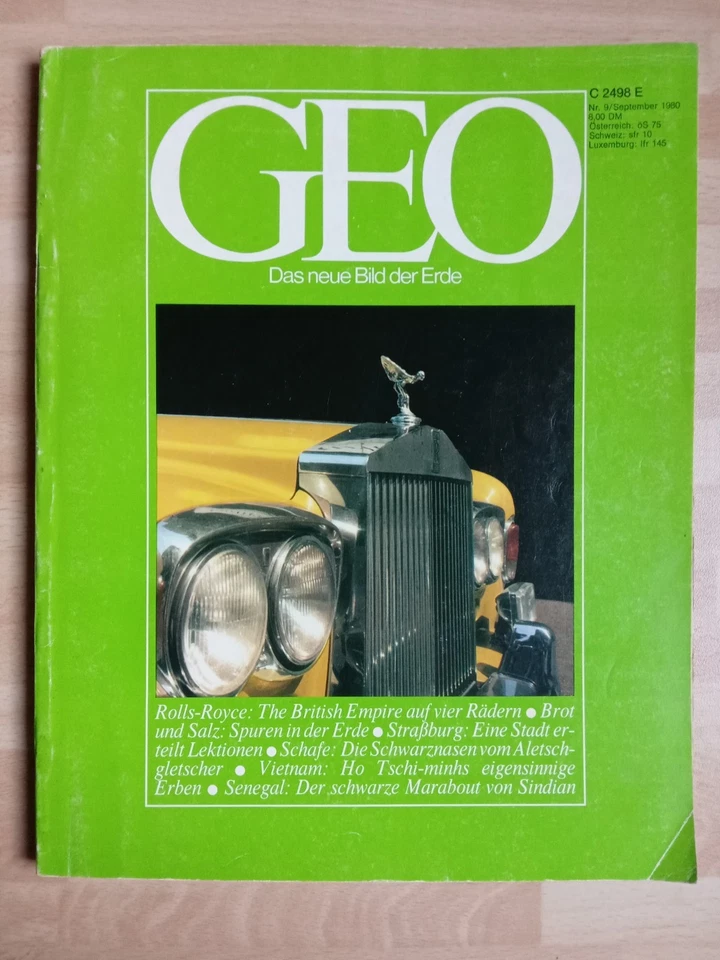 C 2498 E
Nr. 9/September 1980
8,00 DM
Österreich: öS 75
Schweiz: sfr 10
Luxemburg: lfr 145
GEO
Das neue Bild der Erde
Rolls-Royce: The British Empire auf vier Rädern ● Brot
und Salz: Spuren in der Erde ● Straßburg: Eine Stadt er-
teilt Lektionen ● Schafe: Die Schwarznasen vom Aletsch-
gletscher ● Vietnam: Ho Tschi-minhs eigensinnige
Erben ● Senegal: Der schwarze Marabout von Sindian